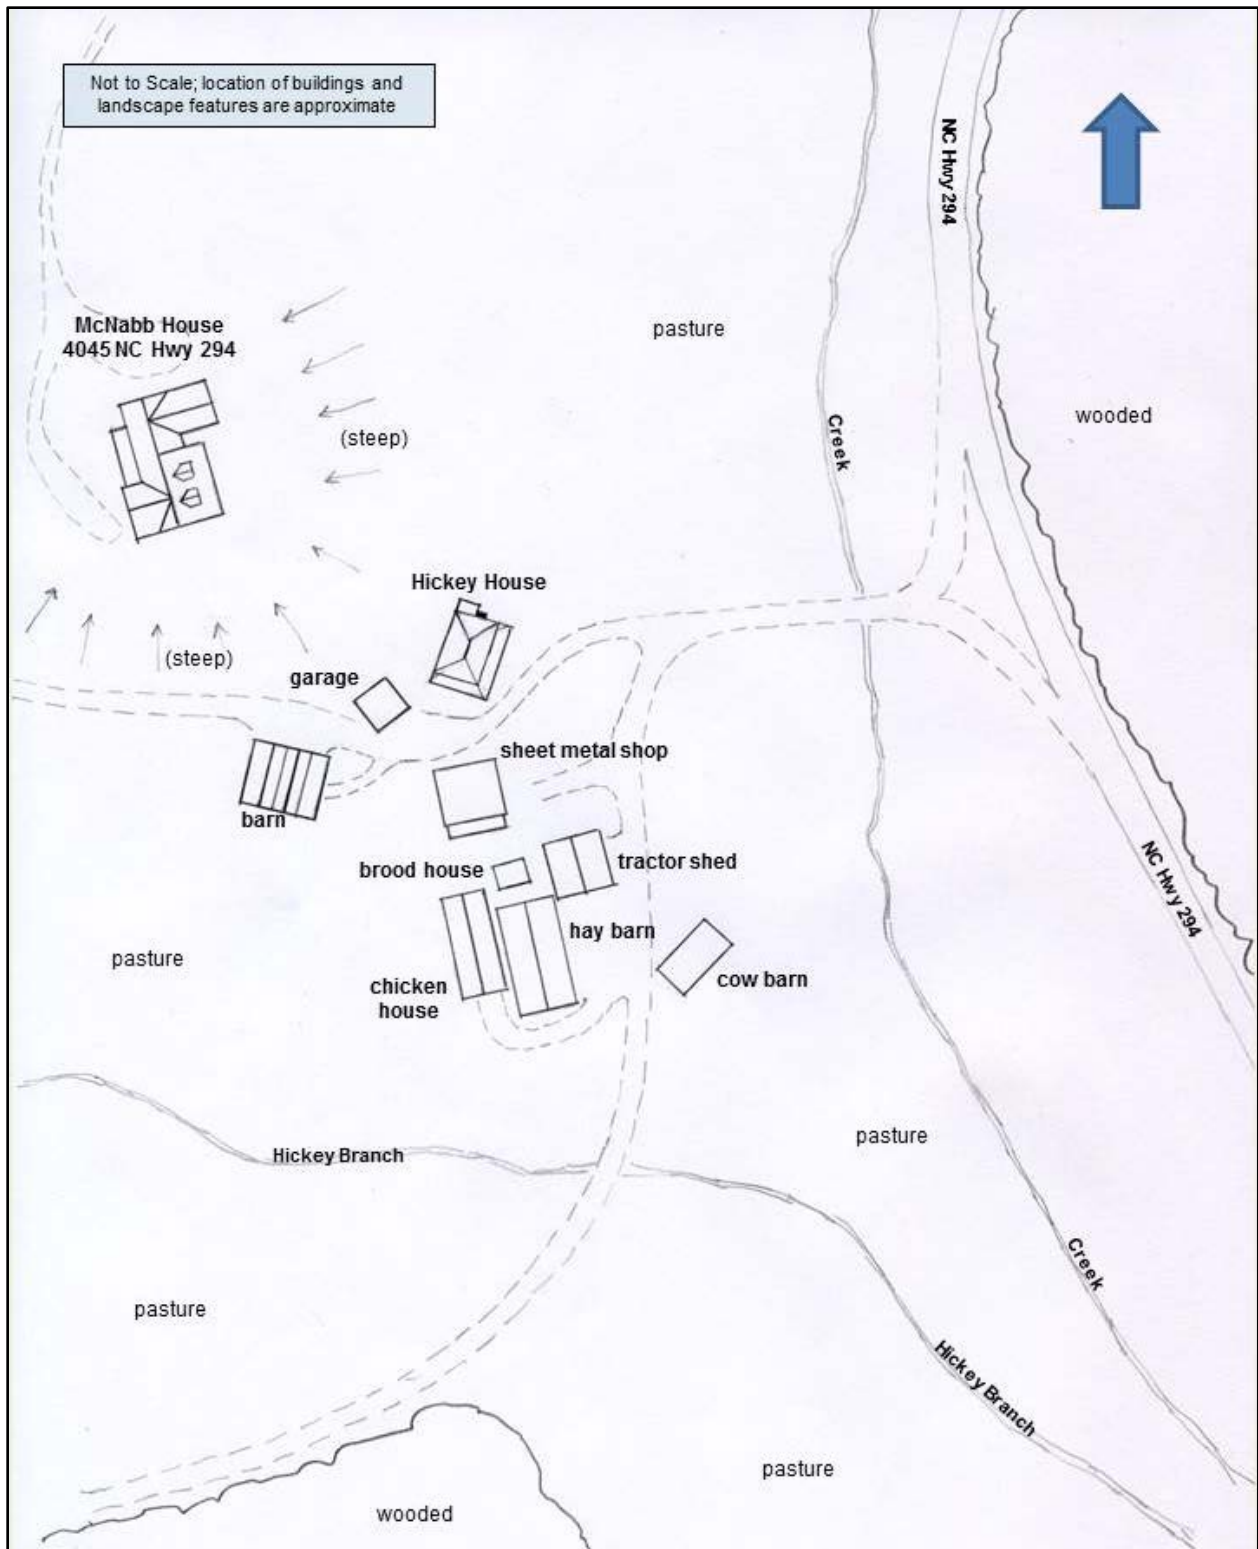 Not to Scale; location of buildings and
landscape features are approximate
NC Hwy 294
McNabb House
4045 NC Hwy 294
pasture
wooded
(steep)
Creek
Hickey House
(steep)
garage
sheet metal shop
barn
brood house
tractor shed
NC Hwy 294
hay barn
pasture
cow barn
chicken
house
pasture
Hickey Branch
Creek
pasture
Hickey Branch
pasture
wooded